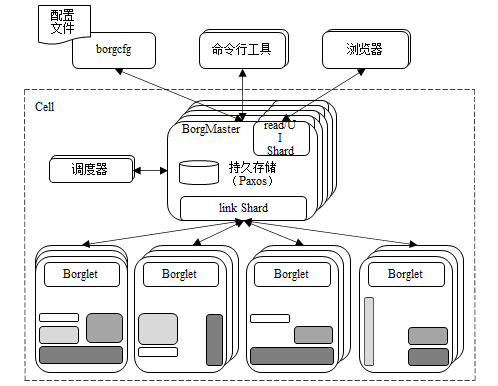 配置
文件
borgcfg
命令行工具
浏览器
Cell
BorgMaster
read/U
I
Shard
调度器
持久存储
（Paxos）
link Shard
Borglet
Borglet
Borglet
Borglet